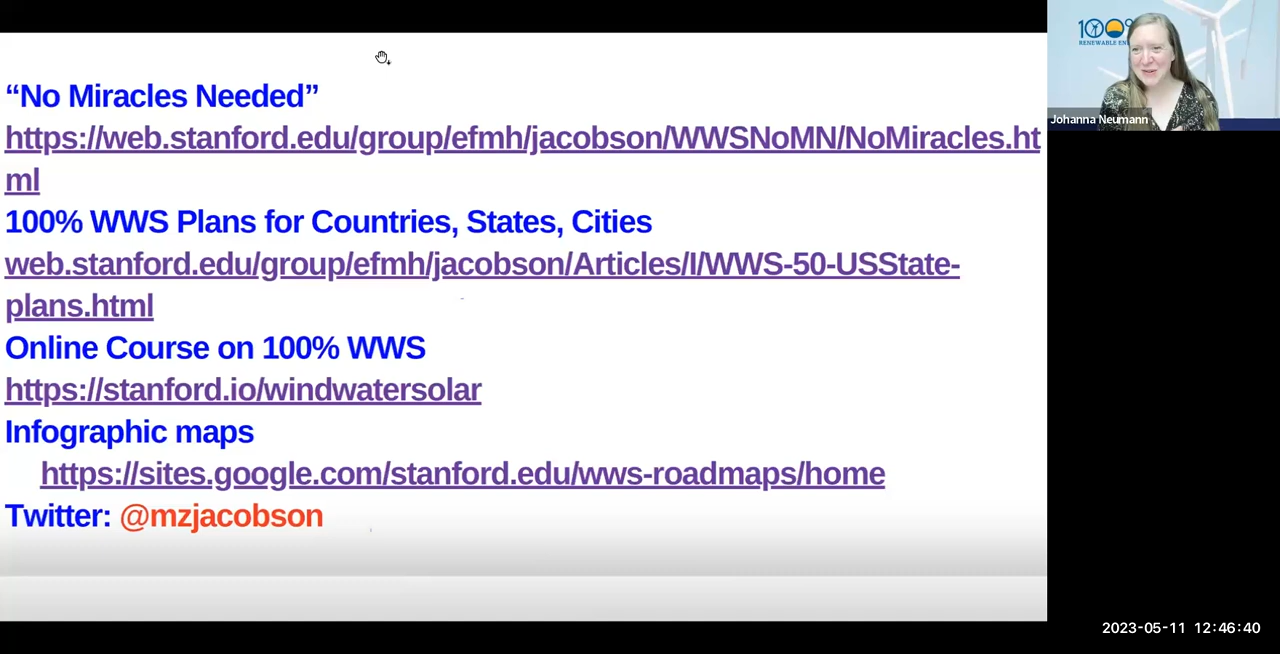 “No Miracles Needed”
https://web.stanford.edu/group/efmh/jacobson/WWSNoMN/NoMiracles.ht
ml
100% WWS Plans for Countries, States, Cities
web.stanford.edu/group/efmh/jacobson/Articles/I/WWS-50-USState-
plans.html
Online Course on 100% WWS
https://stanford.io/windwatersolar
Infographic maps
https://sites.google.com/stanford.edu/wws-roadmaps/home
Twitter: @mzjacobson
100%
RENEWABLE
Johanna Neumann
2023-05-11 12:46:40